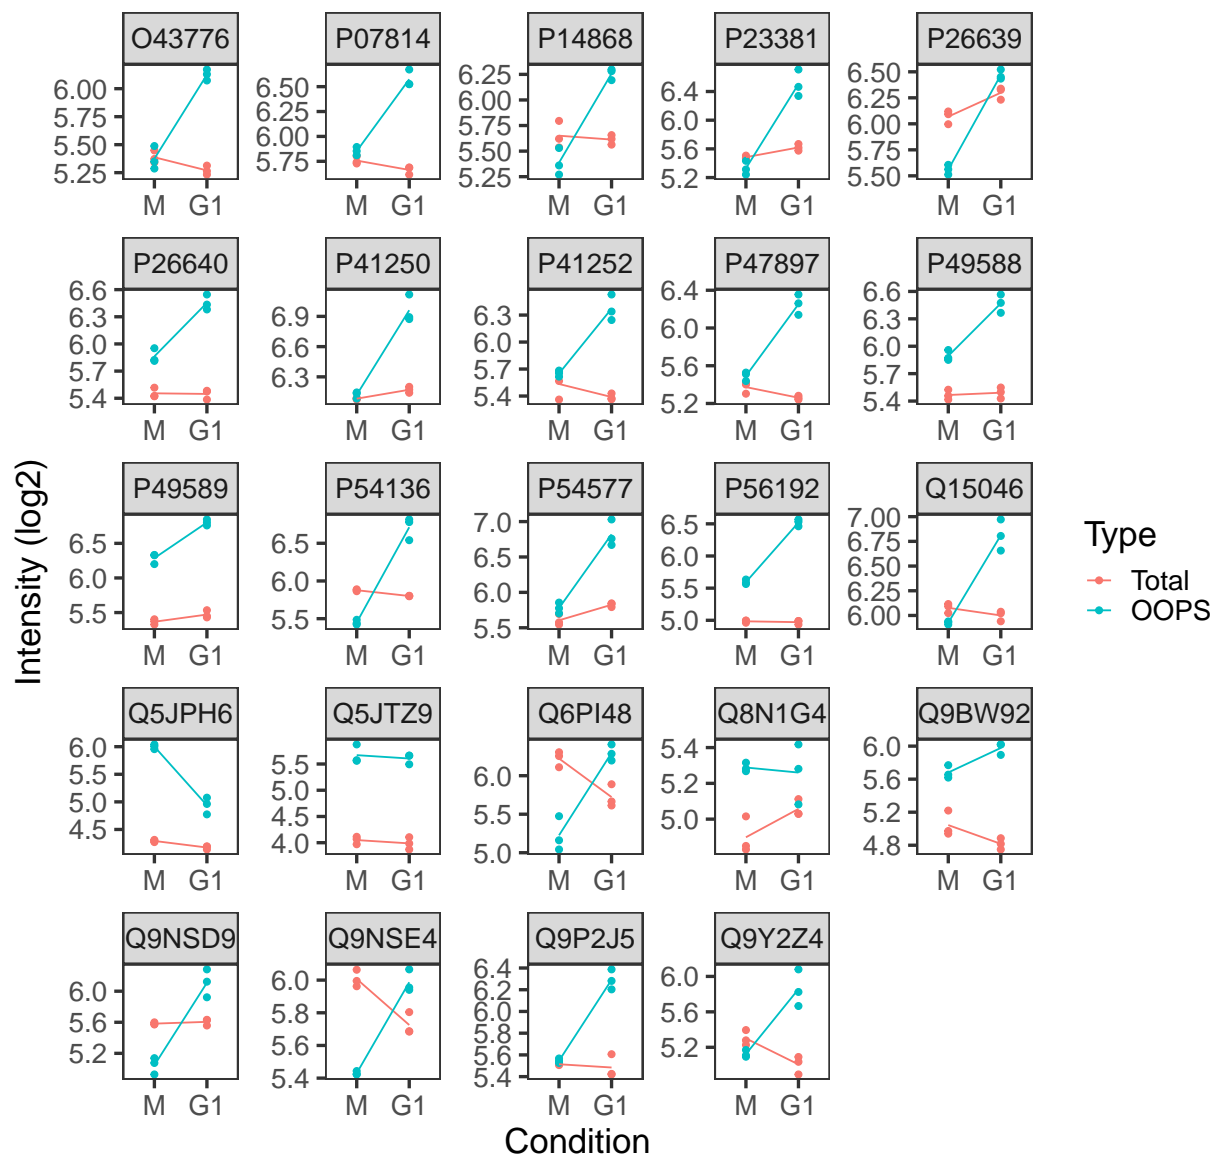 O43776 P07814 P14868 P23381 P26639
6.00 5.75 5.50 5.25
6.50 6.25 6.00 5.75
6.25 6.00 5.75 5.50 5.25
6.4 6.0 5.6 5.2
6.50 6.25 6.00 5.75 5.50
M G1 M G1 M G1 M G1 M G1
P26640 P41250 P41252 P47897 P49588
6.6 6.3 6.0 5.7 5.4
6.9 6.6 6.3
6.3 6.0 5.7 5.4
6.4 6.0 5.6 5.2
6.6 6.3 6.0 5.7 5.4
M G1 M G1 M G1 M G1 M G1
Intensity (log2)
P49589 P54136 P54577 P56192 Q15046
6.5 6.0 5.5
6.5 6.0 5.5
7.0 6.5 6.0 5.5
6.5 6.0 5.5 5.0
7.00 6.75 6.50 6.25 6.00
M G1 M G1 M G1 M G1 M G1
Type
Total
OOPS
Q5JPH6 Q5JTZ9 Q6PI48 Q8N1G4 Q9BW92
6.0 5.5 5.0 4.5
5.5 5.0 4.5 4.0
6.0 5.5 5.0
5.4 5.2 5.0
6.0 5.6 5.2 4.8
M G1 M G1 M G1 M G1 M G1
Q9NSD9 Q9NSE4 Q9P2J5 Q9Y2Z4
6.0 5.6 5.2
6.0 5.8 5.6 5.4
6.4 6.2 6.0 5.8 5.6 5.4
6.0 5.6 5.2
M G1 M G1 M G1 M G1
Condition